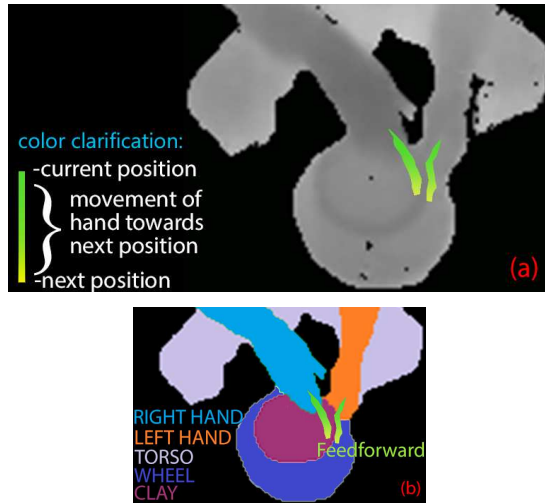 color clarification:
-current position
movement of
hand towards
next position
-next position
(a)
RIGHT HAND
LEFT HAND
TORSO
Feedforward
WHEEL
CLAY
(b)